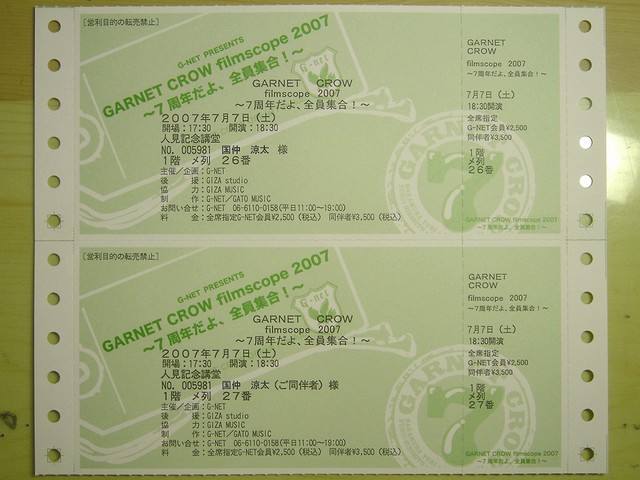 ［営利目的の転売禁止］
G-NET PRESENTS
GARNET CROW filmscope 2007
～7周年だよ、全員集合！～
G-net
GARNET CROW
filmscope 2007
～7周年だよ、全員集合！～
2007年7月7日（土）
開場：17:30 開演：18:30
人見記念講堂
NO. 005981 国仲 涼太 様
1階 メ列 26番
主催／企画：G-NET
後 援：GIZA studio
協 力：GIZA MUSIC
制 作：G-NET／GATO MUSIC
お問い合せ：G-NET 06-6110-0158(平日11:00～19:00)
料 金：全席指定G-NET会員¥2,500（税込） 同伴者¥3,500（税込）
GARNET
CROW
filmscope 2007
～7周年だよ、全員集合！～
7月7日（土）
18:30開演
全席指定
G-NET会員¥2,500
同伴者¥3,500
1階
メ列
26番
GARNET CROW
7
GARNET CROW filmscope 2007
～7周年だよ、全員集合！～
［営利目的の転売禁止］
G-NET PRESENTS
GARNET CROW filmscope 2007
～7周年だよ、全員集合！～
G-net
GARNET CROW
filmscope 2007
～7周年だよ、全員集合！～
2007年7月7日（土）
開場：17:30 開演：18:30
人見記念講堂
NO. 005981 国仲 涼太（ご同伴者）様
1階 メ列 27番
主催／企画：G-NET
後 援：GIZA studio
協 力：GIZA MUSIC
制 作：G-NET／GATO MUSIC
お問い合せ：G-NET 06-6110-0158(平日11:00～19:00)
料 金：全席指定G-NET会員¥2,500（税込） 同伴者¥3,500（税込）
GARNET
CROW
filmscope 2007
～7周年だよ、全員集合！～
7月7日（土）
18:30開演
全席指定
G-NET会員¥2,500
同伴者¥3,500
1階
メ列
27番
GARNET CROW
7
GARNET CROW filmscope 2007
～7周年だよ、全員集合！～